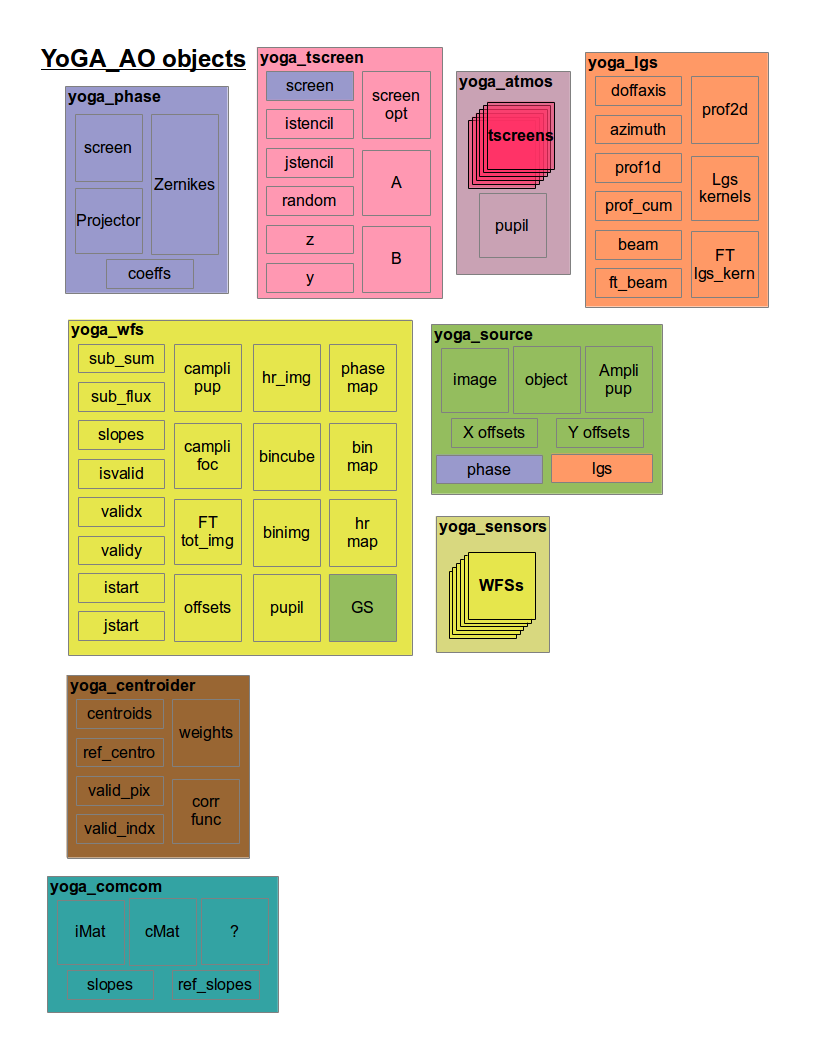 YoGA_AO objects
yoga_phase
screen
Zernikes
Projector
coeffs
yoga_tscreen
screen
screen
opt
istencil
jstencil
A
random
z
B
y
yoga_atmos
tscreens
pupil
yoga_lgs
doffaxis
prof2d
azimuth
prof1d
Lgs
kernels
prof_cum
beam
FT
lgs_kern
ft_beam
yoga_wfs
sub_sum
sub_flux
slopes
isvalid
validx
validy
istart
jstart
campli
pup
hr_img
phase
map
campli
foc
bincube
bin
map
FT
tot_img
binimg
hr
map
offsets
pupil
GS
yoga_source
image
object
Ampli
pup
X offsets
Y offsets
phase
lgs
yoga_sensors
WFSs
yoga_centroider
centroids
weights
ref_centro
valid_pix
corr
func
valid_indx
yoga_comcom
iMat
cMat
?
slopes
ref_slopes